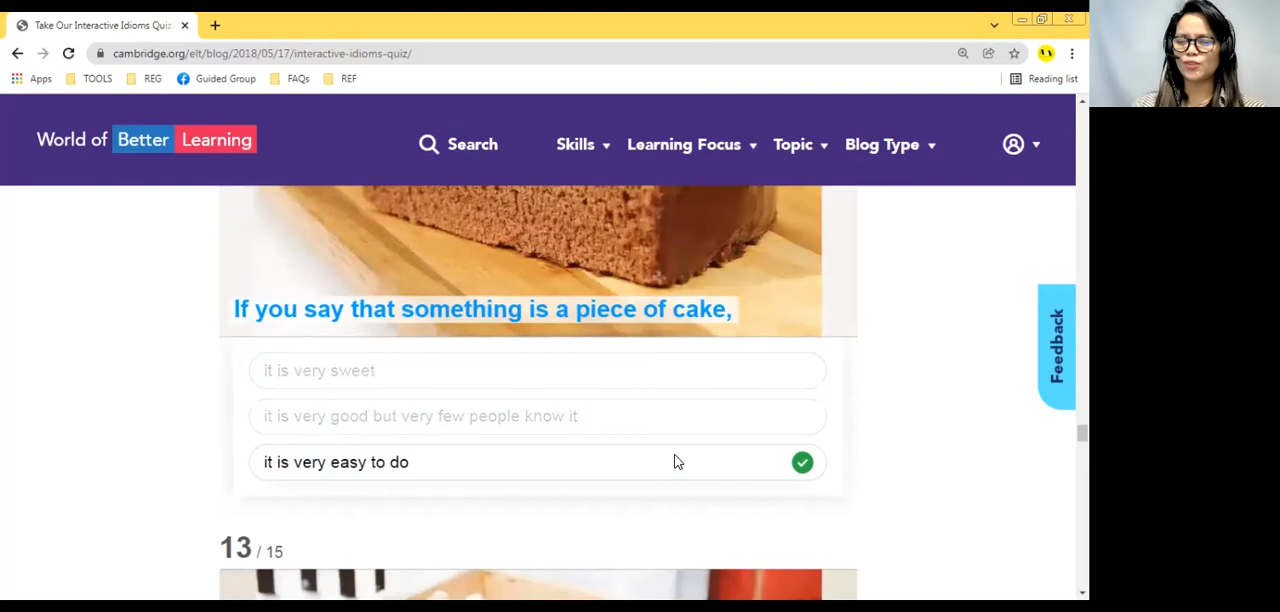 Take Our Interactive Idioms Quiz
cambridge.org/elt/blog/2018/05/17/interactive-idioms-quiz/
Apps TOOLS REG Guided Group FAQs REF Reading list
World of Better Learning Search Skills Learning Focus Topic Blog Type
If you say that something is a piece of cake,
it is very sweet
it is very good but very few people know it
it is very easy to do
Feedback
13 / 15